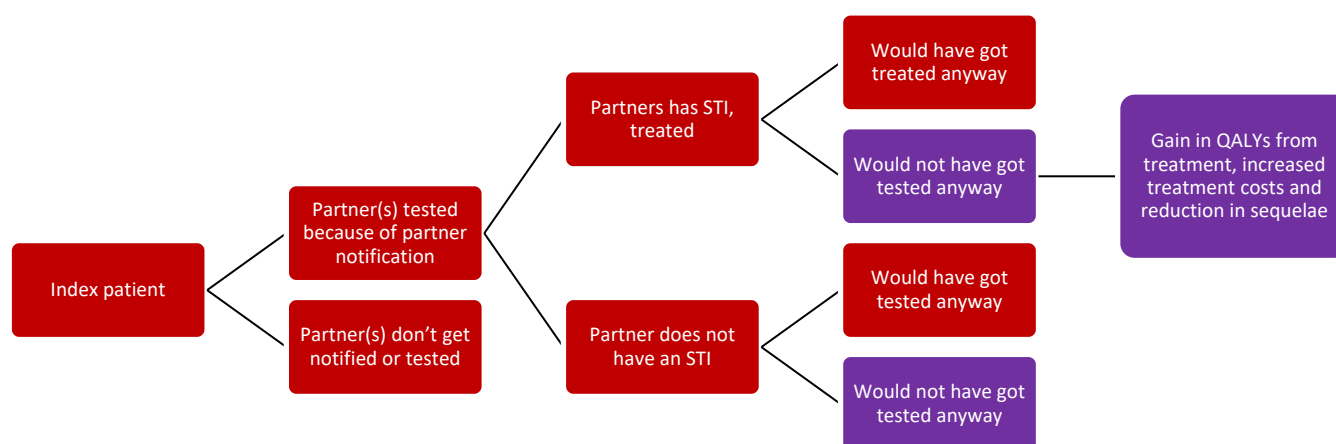 Index patient
Partner(s) tested
because of partner
notification
Partner(s) don’t get
notified or tested
Partners has STI,
treated
Partner does not
have an STI
Would have got
treated anyway
Would not have got
tested anyway
Would have got
tested anyway
Would not have got
tested anyway
Gain in QALYs from
treatment, increased
treatment costs and
reduction in sequelae